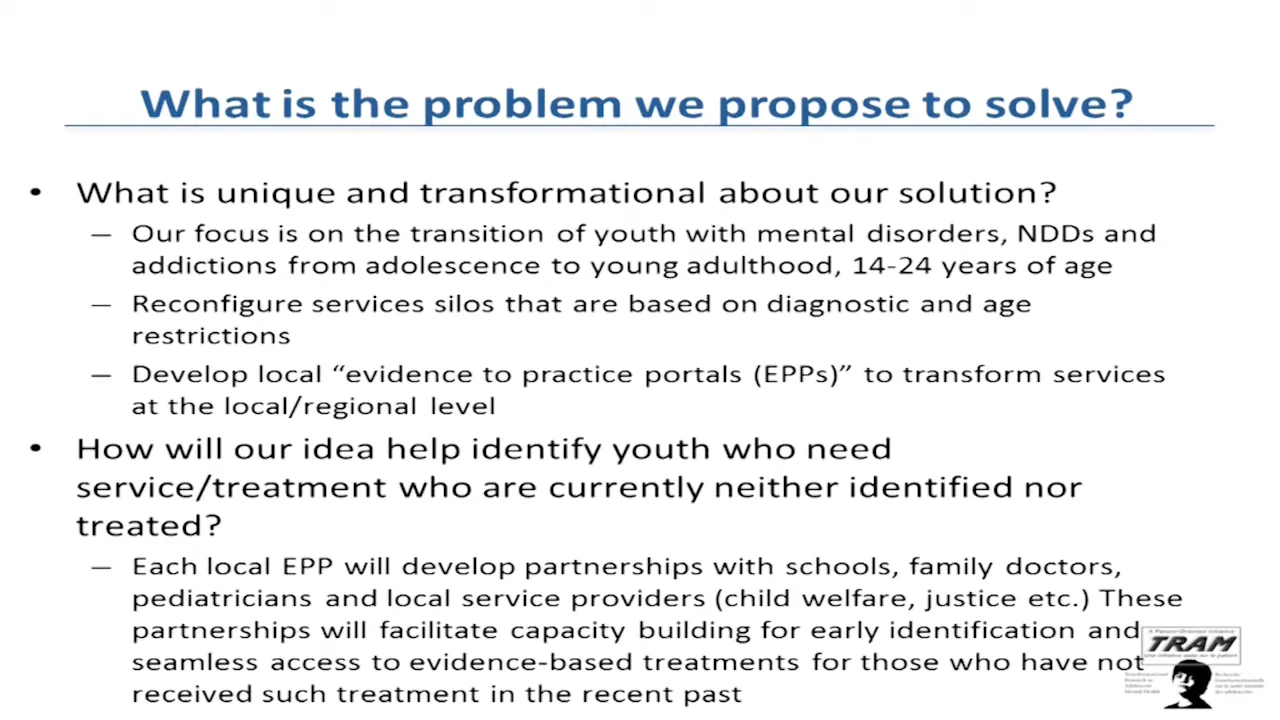 What is the problem we propose to solve?
• What is unique and transformational about our solution?
— Our focus is on the transition of youth with mental disorders, NDDs and
addictions from adolescence to young adulthood, 14-24 years of age
— Reconfigure services silos that are based on diagnostic and age
restrictions
— Develop local “evidence to practice portals (EPPs)” to transform services
at the local/regional level
• How will our idea help identify youth who need
service/treatment who are currently neither identified nor
treated?
— Each local EPP will develop partnerships with schools, family doctors,
pediatricians and local service providers (child welfare, justice etc.) These
partnerships will facilitate capacity building for early identification and
seamless access to evidence-based treatments for those who have not
received such treatment in the recent past
TRAM